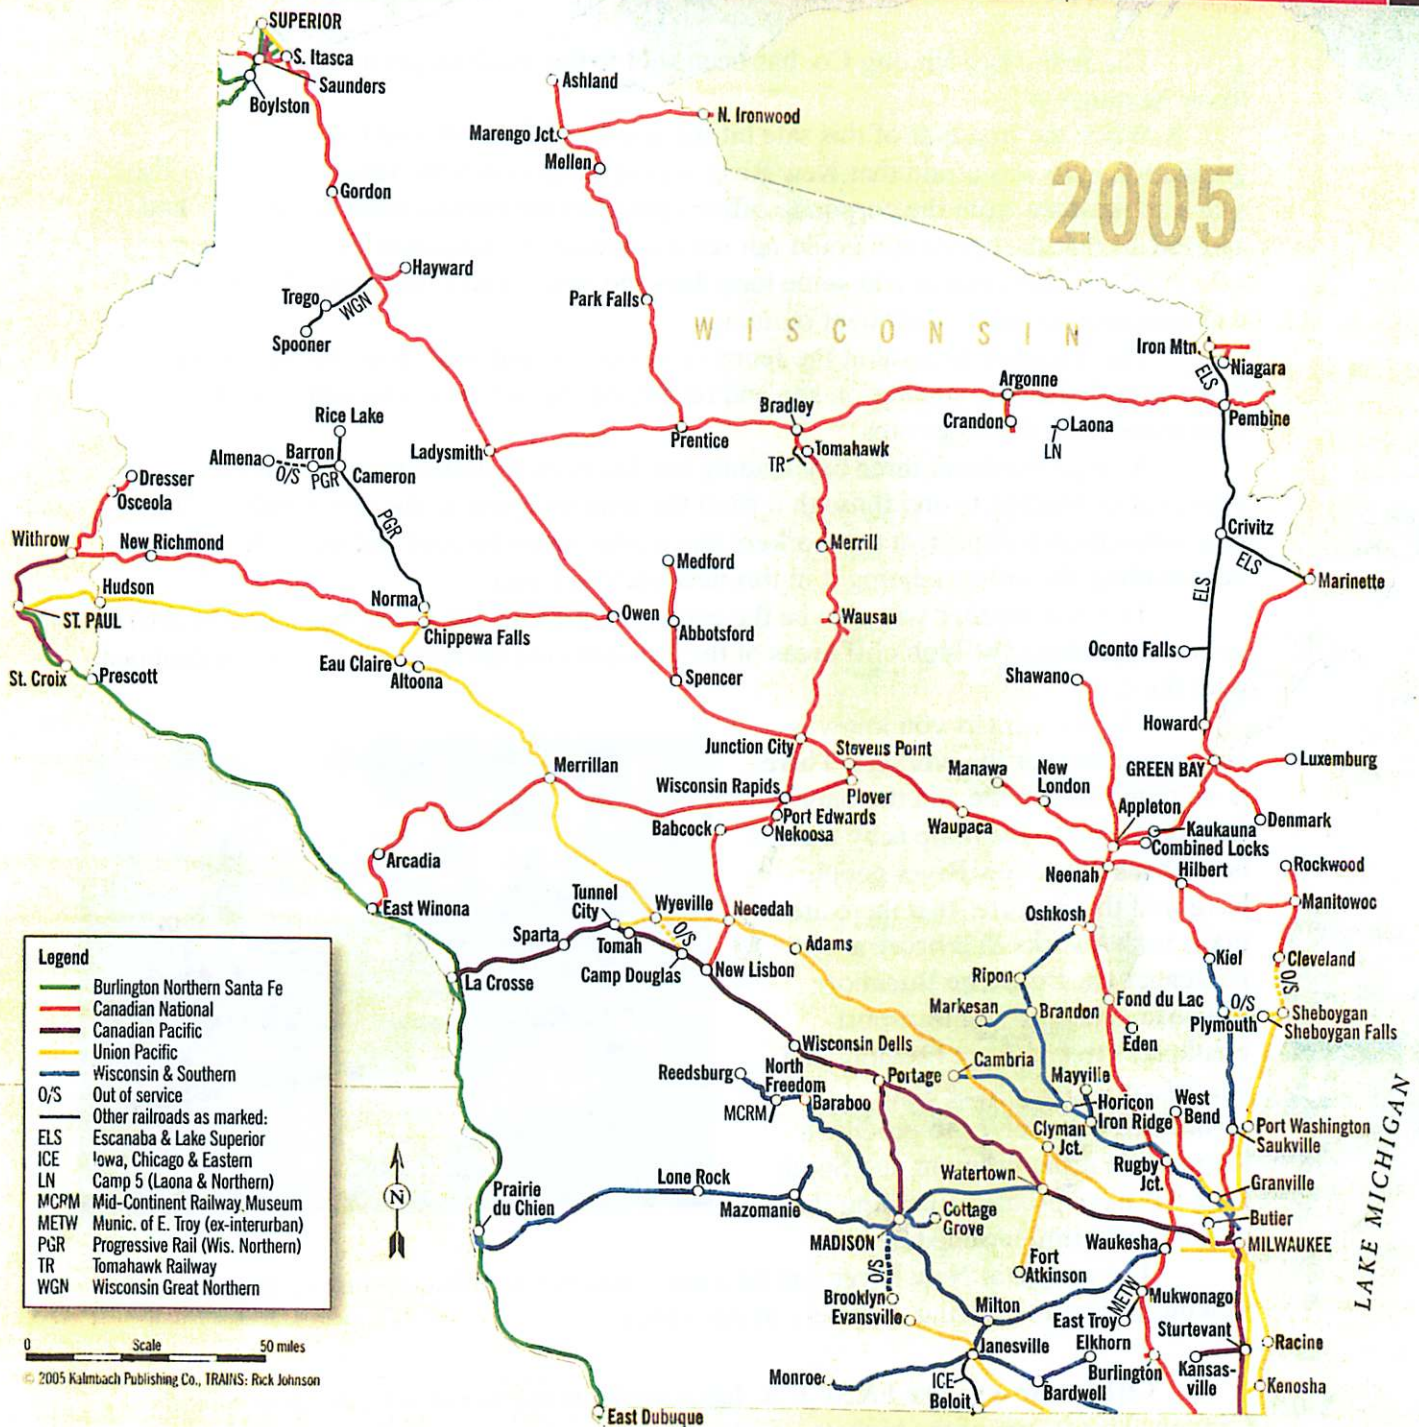 SUPERIOR
S. Itasca
Saunders
Boylston
Ashland
N. Ironwood
Marengo Jct.
Mellen
2005
Gordon
Hayward
Trego
WGN
Spooner
Park Falls
WISCONSIN
Iron Mtn.
Niagara
ELS
Argonne
Pembine
Rice Lake
Bradley
Crandon
Laona
LN
Prentice
Tomahawk
TR
Almena
Barron
O/S
PGR
Cameron
Ladysmith
Dresser
Osceola
PGR
Crivitz
ELS
Withrow
New Richmond
Medford
Merrill
Marinette
ELS
Hudson
Norma
ST. PAUL
Chippewa Falls
Owen
Abbotsford
Wausau
Oconto Falls
St. Croix
Prescott
Eau Claire
Altoona
Spencer
Shawano
Howard
Junction City
Stevens Point
GREEN BAY
Luxemburg
Merrillan
Wisconsin Rapids
Plover
Manawa
New
London
Port Edwards
Nekoosa
Babcock
Waupaca
Appleton
Kaukauna
Combined Locks
Denmark
Arcadia
Neenah
Hilbert
Rockwood
East Winona
Tunnel
City
Wyeville
O/S
Necedah
Oshkosh
Manitowoc
Sparta
Tomah
Camp Douglas
Adams
New Lisbon
La Crosse
Ripon
Kiel
Cleveland
O/S
Markesan
Brandon
Fond du Lac
Eden
Plymouth
O/S
Sheboygan
Sheboygan Falls
Wisconsin Dells
Reedsburg
North
Freedom
MCRM
Baraboo
Portage
Cambria
Mayville
Horicon
Iron Ridge
West
Bend
Port Washington
Saukville
Clyman
Jct.
Rugby
Jct.
Granville
Prairie
du Chien
Lone Rock
Mazomanie
Watertown
Cottage
Grove
MADISON
Butler
MILWAUKEE
Waukesha
O/S
Fort
Atkinson
METW
Mukwonago
Brooklyn
Evansville
Milton
East Troy
Elkhorn
Sturtevant
Racine
Janesville
Burlington
Kansas-
ville
Monroe
ICE
Beloit
Bardwell
Kenosha
East Dubuque
LAKE MICHIGAN
N
Legend
Burlington Northern Santa Fe
Canadian National
Canadian Pacific
Union Pacific
Wisconsin & Southern
O/S Out of service
Other railroads as marked:
ELS Escanaba & Lake Superior
ICE Iowa, Chicago & Eastern
LN Camp 5 (Laona & Northern)
MCRM Mid-Continent Railway Museum
METW Munic. of E. Troy (ex-interurban)
PGR Progressive Rail (Wis. Northern)
TR Tomahawk Railway
WGN Wisconsin Great Northern
0 Scale 50 miles
© 2005 Kalmbach Publishing Co., TRAINS: Rick Johnson